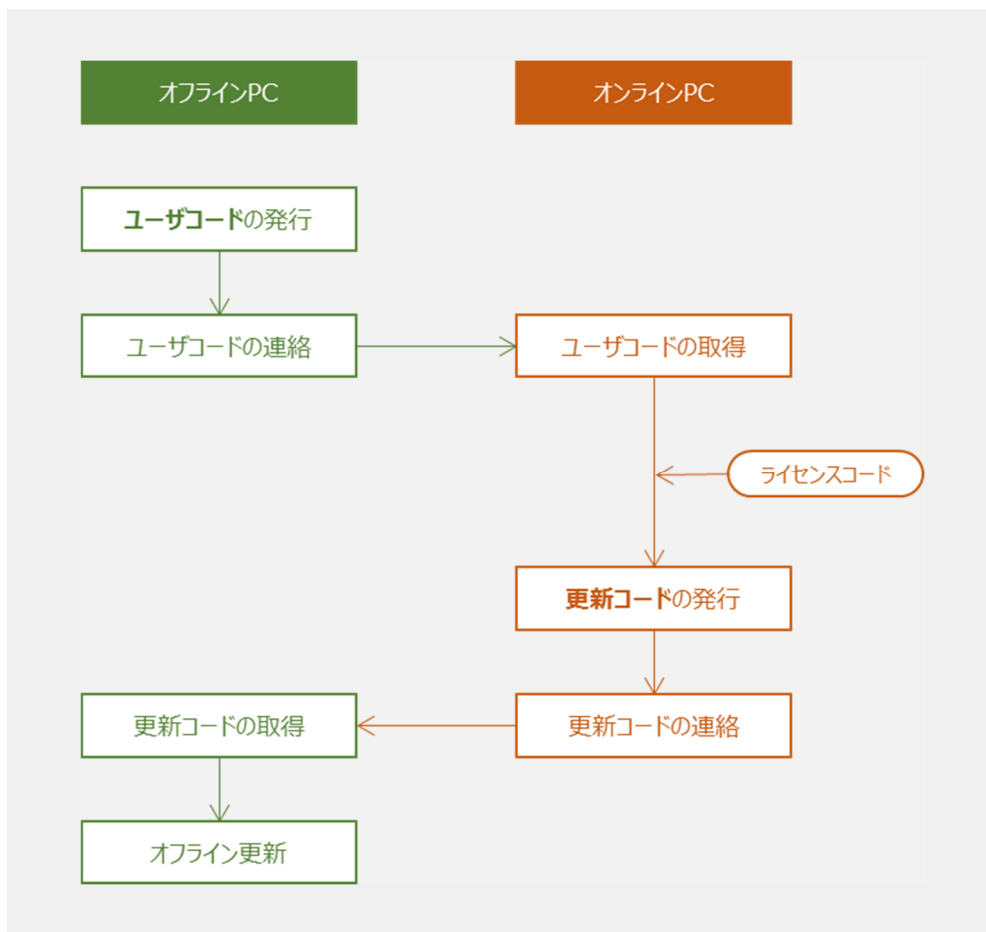 オフラインPC
オンラインPC
ユーザコードの発行
ユーザコードの連絡
ユーザコードの取得
ライセンスコード
更新コードの発行
更新コードの取得
更新コードの連絡
オフライン更新